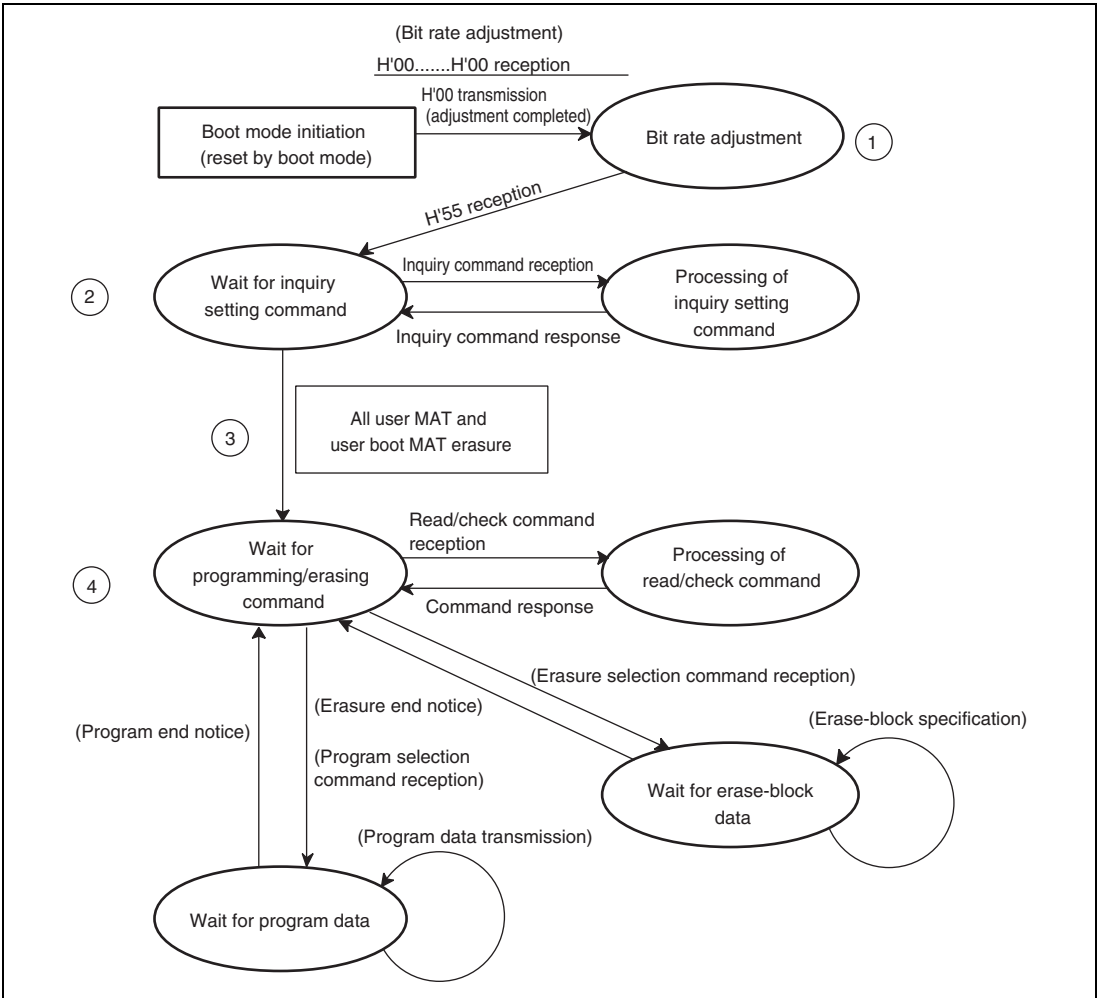 (Bit rate adjustment)
H'00.......H'00 reception
H'00 transmission
(adjustment completed)
Boot mode initiation
(reset by boot mode)
Bit rate adjustment
1
H'55 reception
2
Wait for inquiry
setting command
Inquiry command reception
Inquiry command response
Processing of
inquiry setting
command
3
All user MAT and
user boot MAT erasure
4
Wait for
programming/erasing
command
Read/check command
reception
Command response
Processing of
read/check command
(Erasure selection command reception)
(Program end notice)
(Erasure end notice)
(Program selection
command reception)
(Erase-block specification)
Wait for erase-block
data
(Program data transmission)
Wait for program data